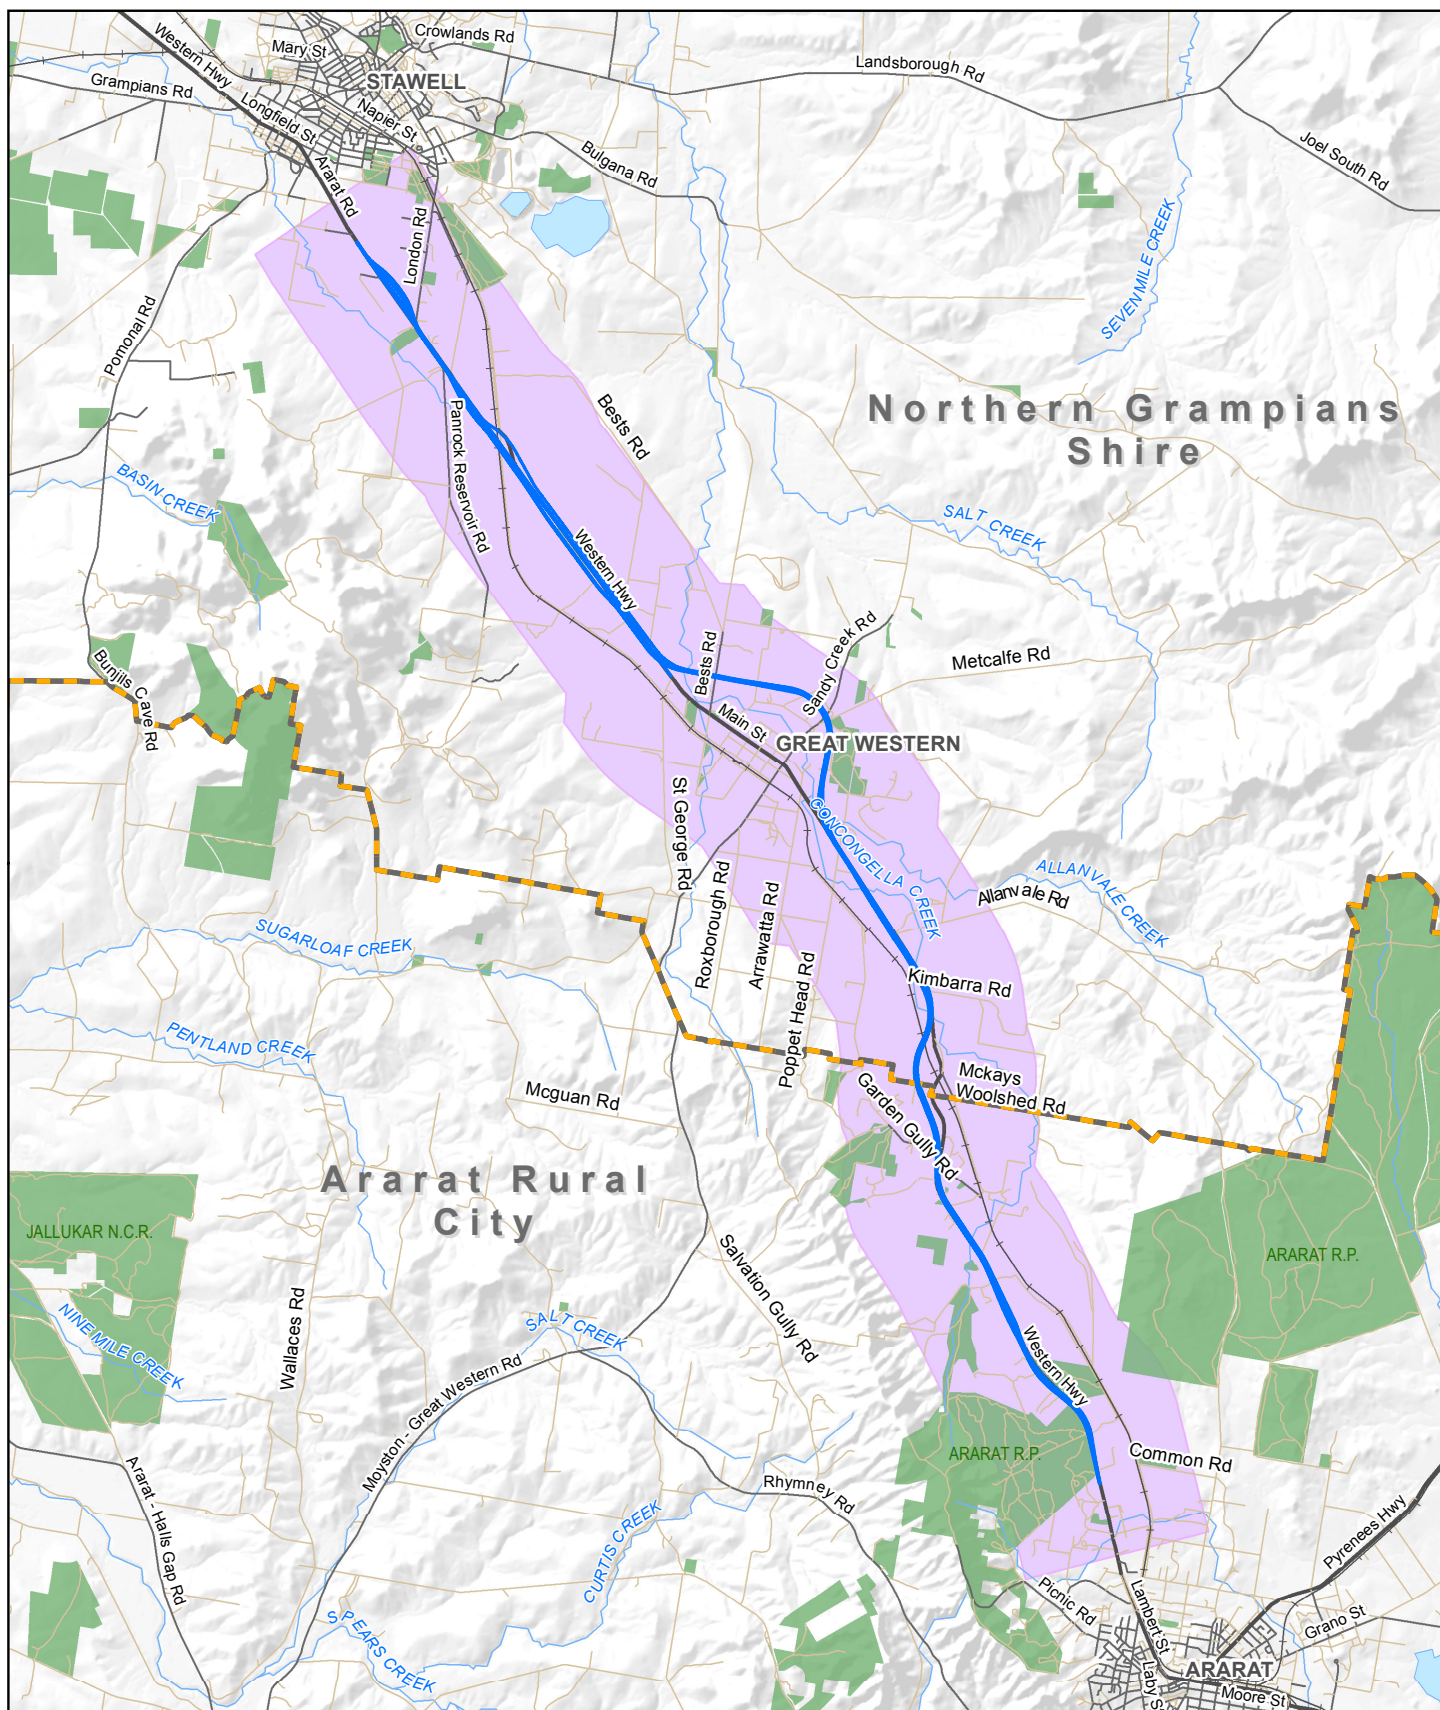 Crowlands Rd
Western Hwy
Mary St
STAWELL
Landsborough Rd
Grampians Rd
Longfield St
Napier St
Bulgana Rd
Joel South Rd
Ararat Rd
London Rd
SEVENMILE CREEK
Pomonal Rd
Northern Grampians
Shire
Bests Rd
Panrock Reservoir Rd
BASIN CREEK
SALT CREEK
Western Hwy
Bests Rd
Sandy Creek Rd
Metcalfe Rd
Bunjils Cave Rd
Main St
GREAT WESTERN
St George Rd
CONCONGELLA CREEK
ALLANVALE CREEK
Allanvale Rd
Roxborough Rd
Arrawatta Rd
SUGARLOAF CREEK
Poppet Head Rd
Kimbarra Rd
PENTLAND CREEK
Mckays
Woolshed Rd
Mcguan Rd
Garden Gully Rd
Ararat Rural
City
JALLUKAR N.C.R.
ARARAT R.P.
Salvation Gully Rd
NINE MILE CREEK
Wallaces Rd
SALT CREEK
Western Hwy
Moyston - Great Western Rd
ARARAT R.P.
Common Rd
Ararat - Halls Gap Rd
Rhymney Rd
Pyrenees Hwy
CURTIS CREEK
Picnic Rd
Lambert St
Grano St
SPEARS CREEK
Laby St
ARARAT
Moore St